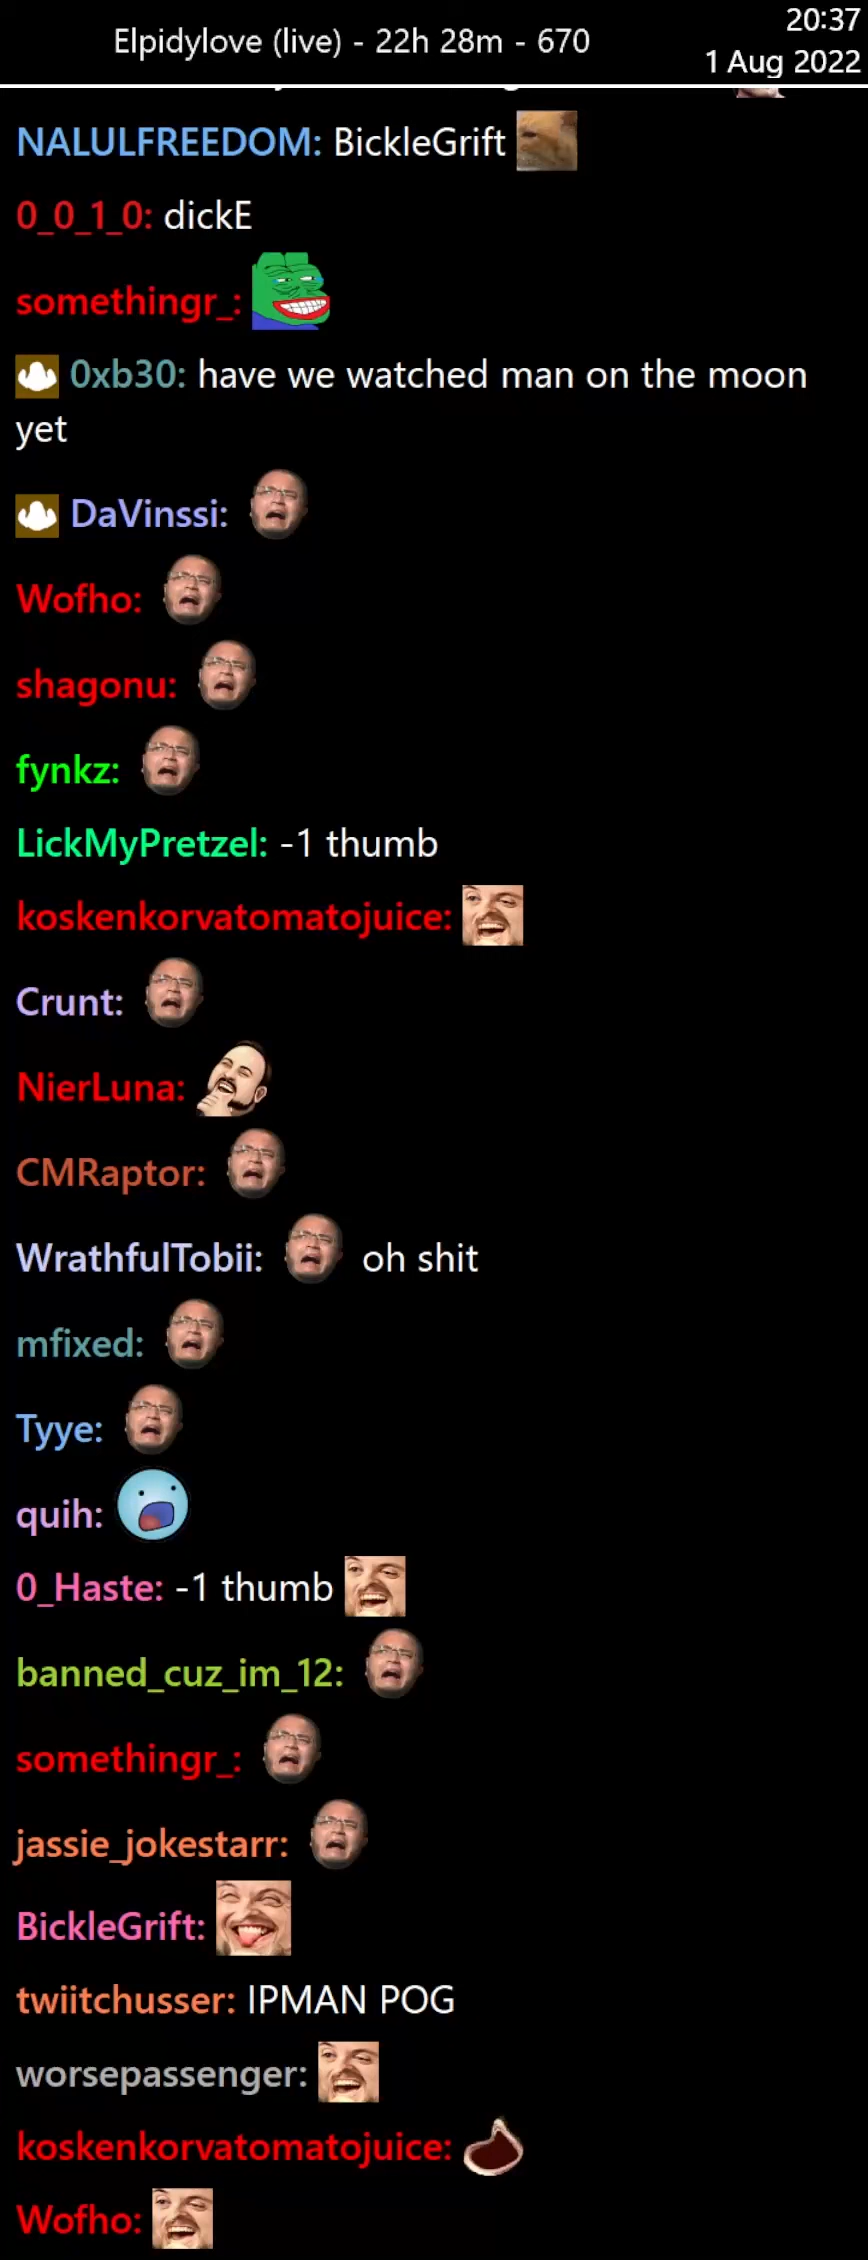 Elpidylove (live) - 22h 28m - 670
20:37
1 Aug 2022
NALULFREEDOM: BickleGrift
0_0_1_0: dickE
somethingr_:
0xb30: have we watched man on the moon
yet
DaVinssi:
Wofho:
shagonu:
fynkz:
LickMyPretzel: -1 thumb
koskenkorvatomatojuice:
Crunt:
NierLuna:
CMRaptor:
WrathfulTobii: oh shit
mfixed:
Tyye:
quih:
0_Haste: -1 thumb
banned_cuz_im_12:
somethingr_:
jassie_jokestarr:
BickleGrift:
twiitchusser: IPMAN POG
worsepassenger:
koskenkorvatomatojuice:
Wofho: